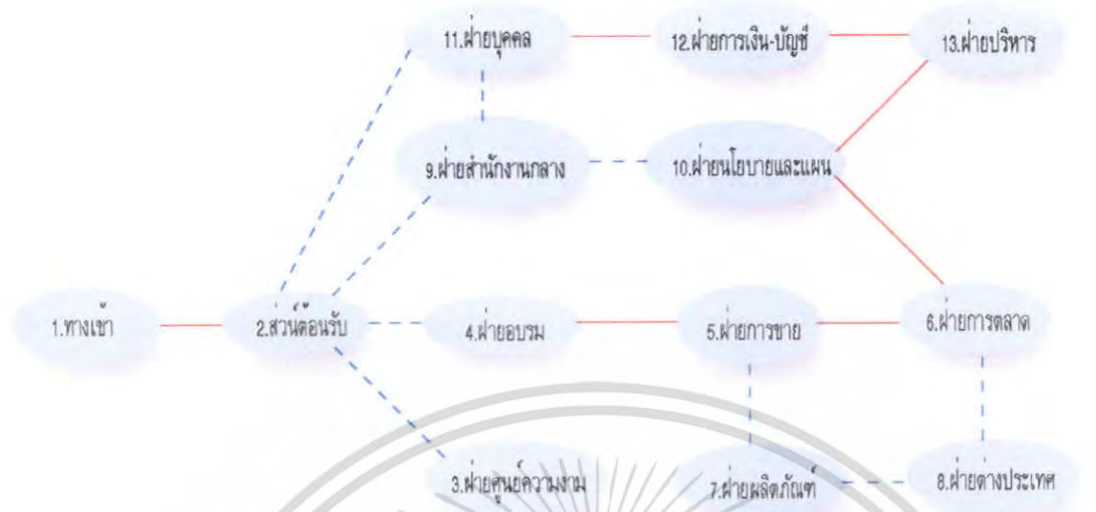 11.ฝ่ายบุคคล
12.ฝ่ายการเงิน-บัญชี
13.ฝ่ายบริหาร
9.ฝ่ายสำนักงานกลาง
10.ฝ่ายนโยบายและแผน
1.ทางเข้า
2.ส่วนต้อนรับ
4.ฝ่ายอบรม
5.ฝ่ายการขาย
6.ฝ่ายการตลาด
3.ฝ่ายศูนย์ความงาม
7.ฝ่ายผลิตภัณฑ์
8.ฝ่ายต่างประเทศ